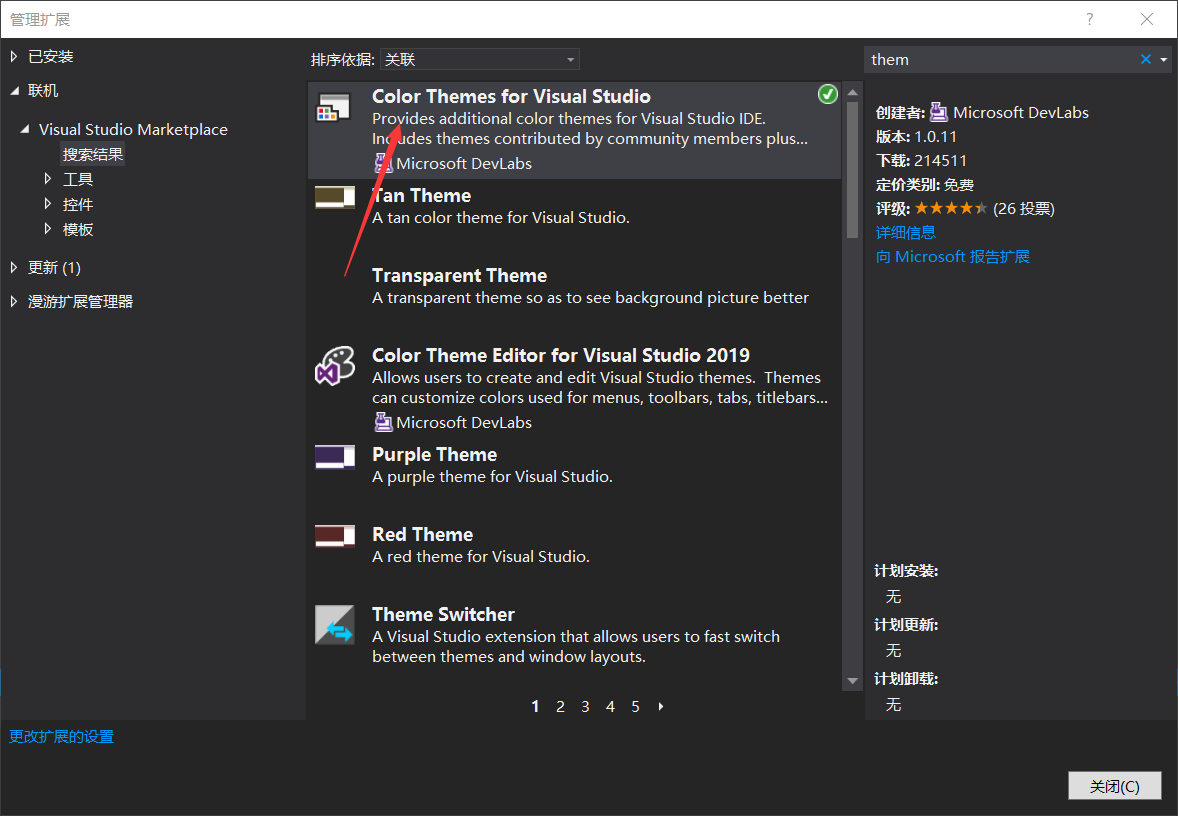 管理扩展
?
已安装
联机
Visual Studio Marketplace
搜索结果
工具
控件
模板
更新 (1)
漫游扩展管理器
排序依据: 关联
Color Themes for Visual Studio
Provides additional color themes for Visual Studio IDE.
Includes themes contributed by community members plus...
Microsoft DevLabs
Tan Theme
A tan color theme for Visual Studio.
Transparent Theme
A transparent theme so as to see background picture better
Color Theme Editor for Visual Studio 2019
Allows users to create and edit Visual Studio themes.  Themes
can customize colors used for menus, toolbars, tabs, titlebars...
Microsoft DevLabs
Purple Theme
A purple theme for Visual Studio.
Red Theme
A red theme for Visual Studio.
Theme Switcher
A Visual Studio extension that allows users to fast switch
between themes and window layouts.
1 2 3 4 5
them
创建者: Microsoft DevLabs
版本: 1.0.11
下载: 214511
定价类别: 免费
评级: (26 投票)
详细信息
向 Microsoft 报告扩展
计划安装:
无
计划更新:
无
计划卸载:
无
更改扩展的设置
关闭(C)